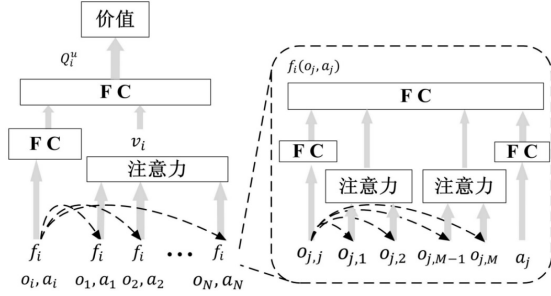 价值
Q_i^u
F C
F C
v_i
注意力
f_i f_i f_i ••• f_i
o_i, a_i o_1, a_1 o_2, a_2 o_N, a_N
f_i(o_j, a_j)
F C
F C F C
注意力 注意力
o_{j,j} o_{j,1} o_{j,2} o_{j,M−1} o_{j,M} a_j